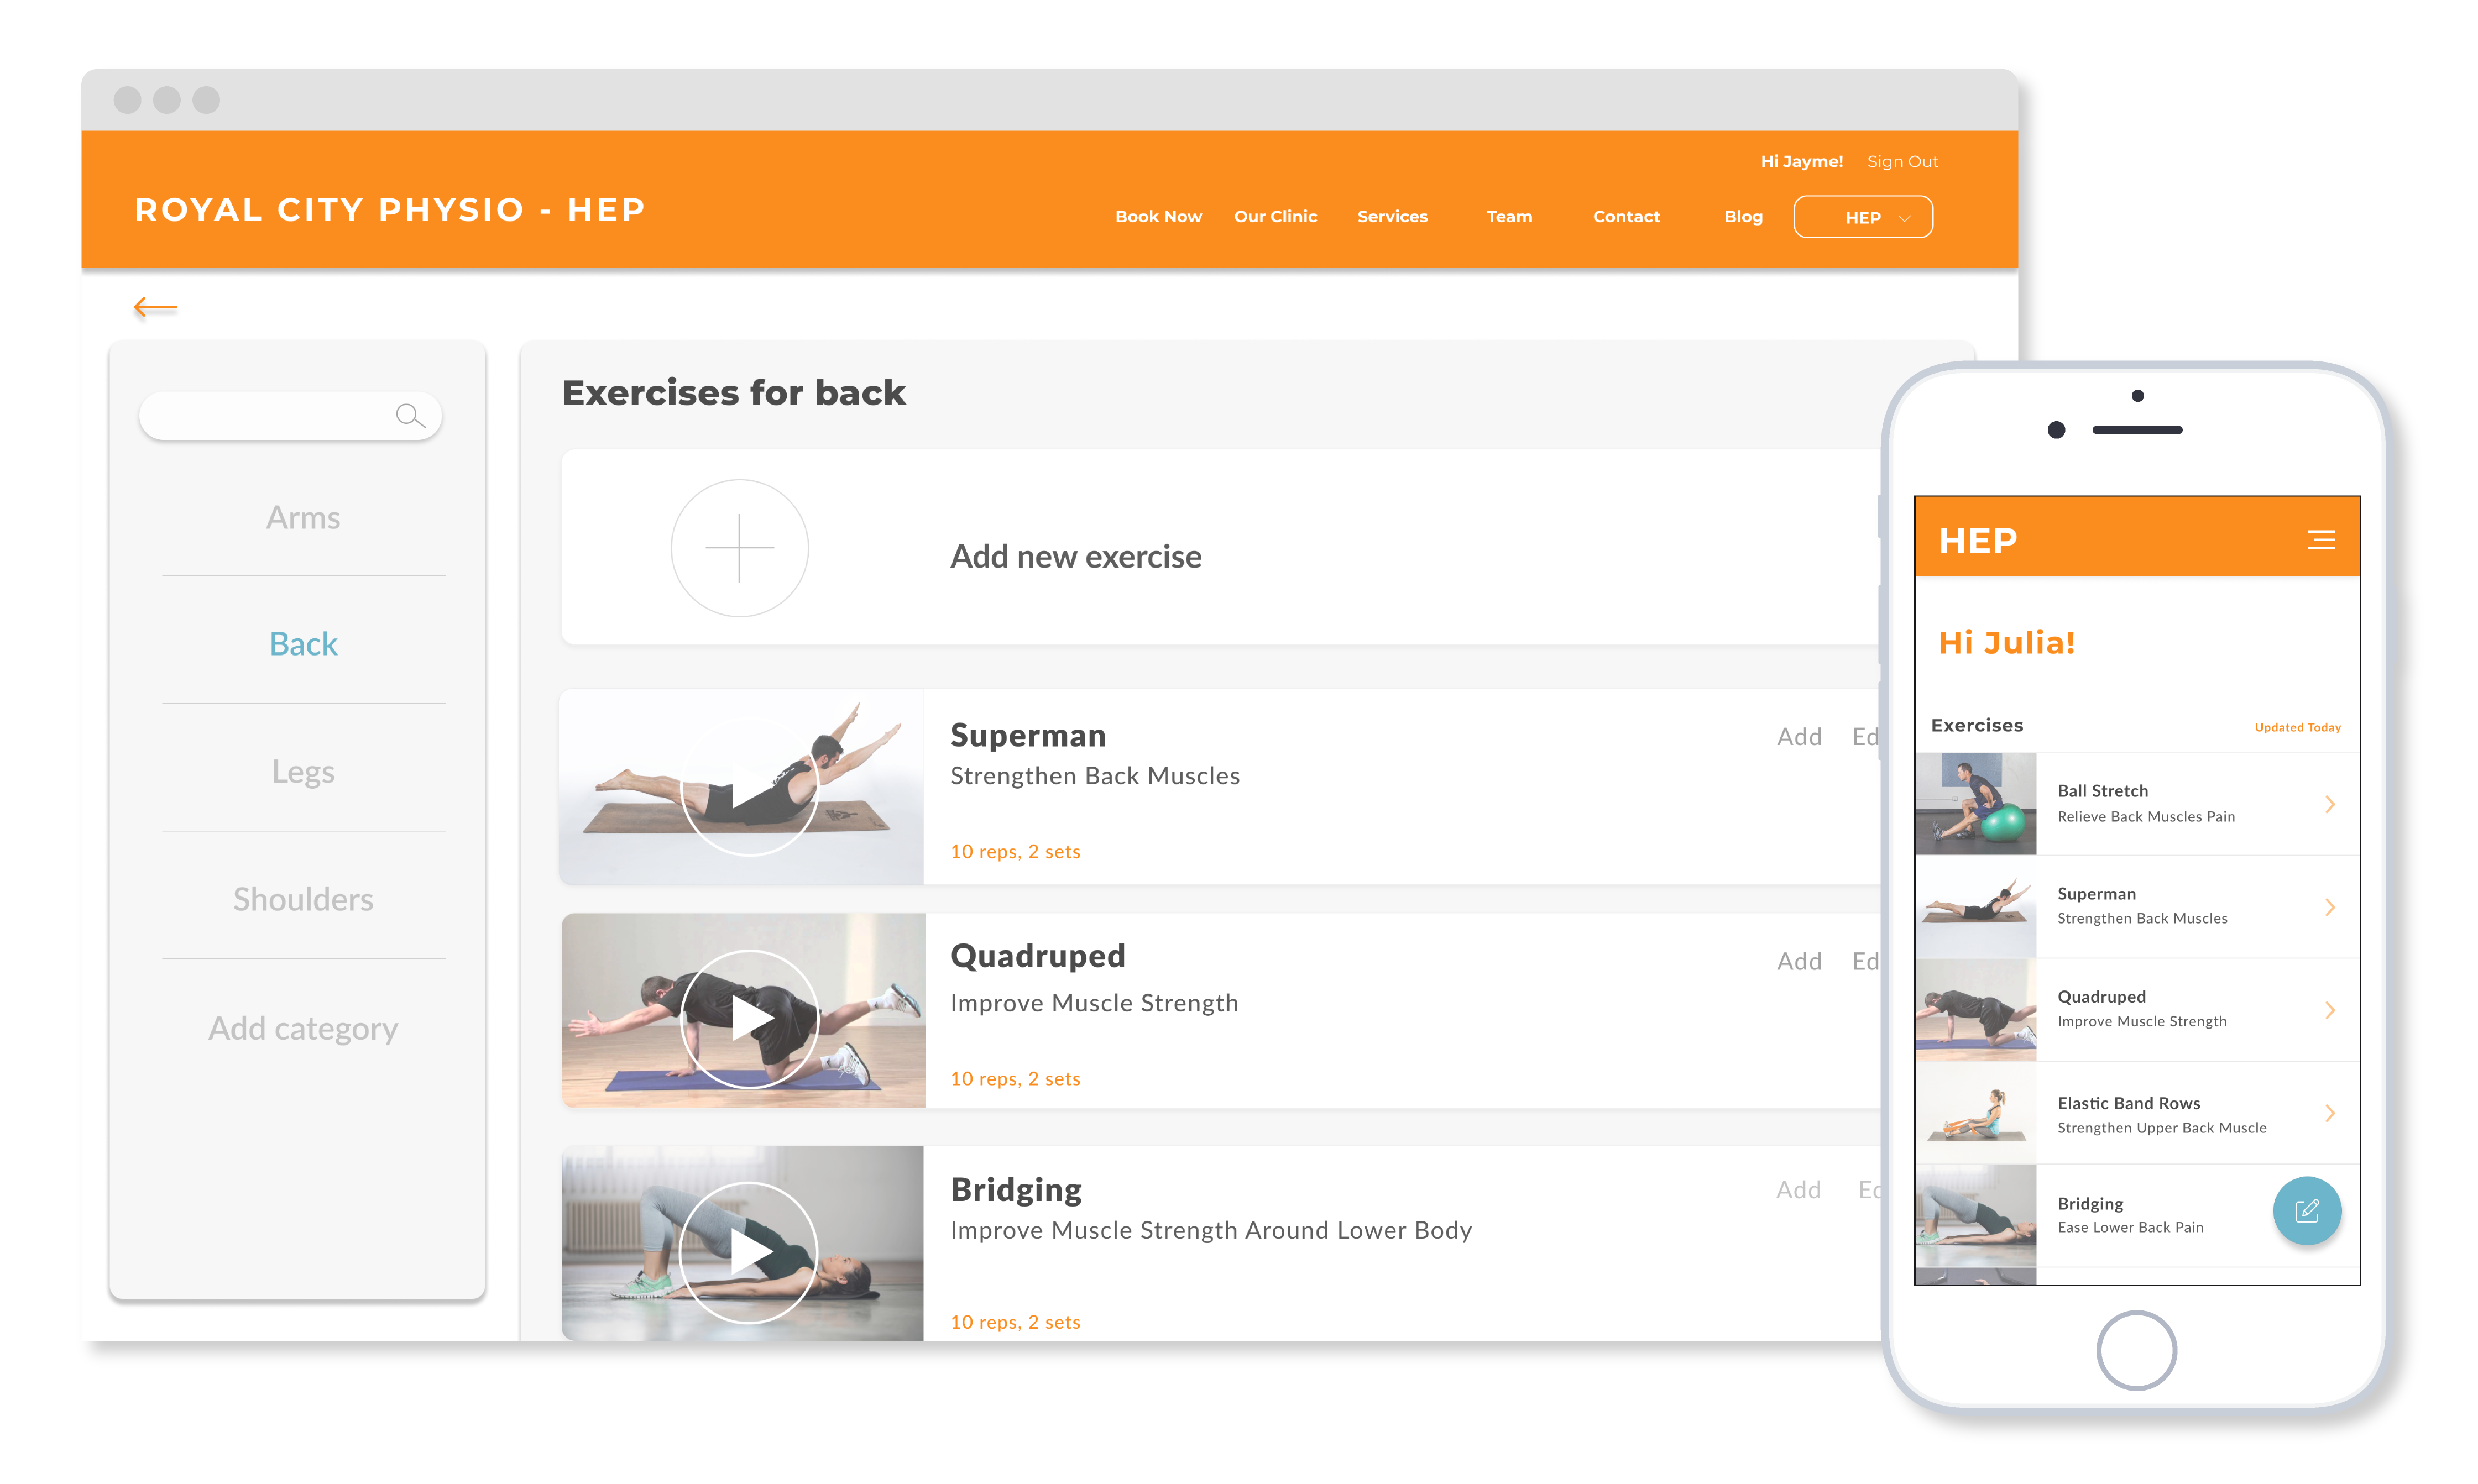 Hi Jayme! Sign Out
ROYAL CITY PHYSIO - HEP
Book Now Our Clinic Services Team Contact Blog HEP
Arms
Back
Legs
Shoulders
Add category
Exercises for back
Add new exercise
Superman
Add Ed
Strengthen Back Muscles
10 reps, 2 sets
Quadruped
Add Ed
Improve Muscle Strength
10 reps, 2 sets
Bridging
Add Ed
Improve Muscle Strength Around Lower Body
10 reps, 2 sets
HEP
Hi Julia!
Exercises Updated Today
Ball Stretch
Relieve Back Muscles Pain
Superman
Strengthen Back Muscles
Quadruped
Improve Muscle Strength
Elastic Band Rows
Strengthen Upper Back Muscle
Bridging
Ease Lower Back Pain